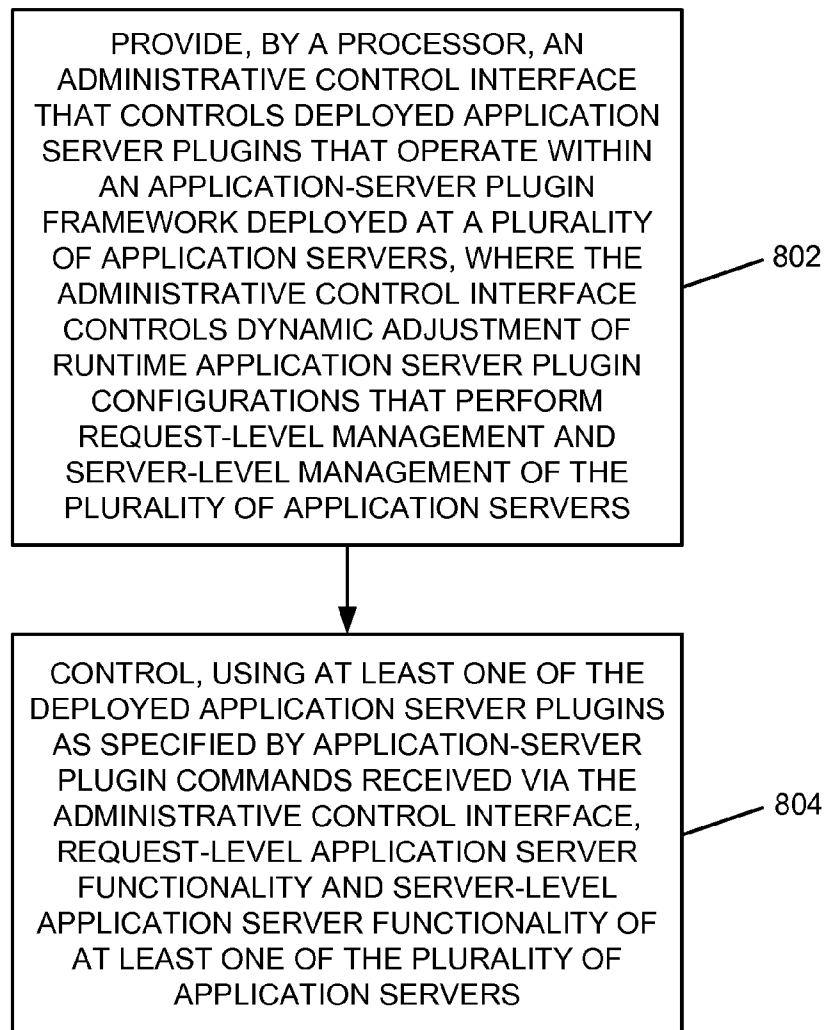 PROVIDE, BY A PROCESSOR, AN
ADMINISTRATIVE CONTROL INTERFACE
THAT CONTROLS DEPLOYED APPLICATION
SERVER PLUGINS THAT OPERATE WITHIN
AN APPLICATION-SERVER PLUGIN
FRAMEWORK DEPLOYED AT A PLURALITY
OF APPLICATION SERVERS, WHERE THE
ADMINISTRATIVE CONTROL INTERFACE
CONTROLS DYNAMIC ADJUSTMENT OF
RUNTIME APPLICATION SERVER PLUGIN
CONFIGURATIONS THAT PERFORM
REQUEST-LEVEL MANAGEMENT AND
SERVER-LEVEL MANAGEMENT OF THE
PLURALITY OF APPLICATION SERVERS
802
CONTROL, USING AT LEAST ONE OF THE
DEPLOYED APPLICATION SERVER PLUGINS
AS SPECIFIED BY APPLICATION-SERVER
PLUGIN COMMANDS RECEIVED VIA THE
ADMINISTRATIVE CONTROL INTERFACE,
REQUEST-LEVEL APPLICATION SERVER
FUNCTIONALITY AND SERVER-LEVEL
APPLICATION SERVER FUNCTIONALITY OF
AT LEAST ONE OF THE PLURALITY OF
APPLICATION SERVERS
804